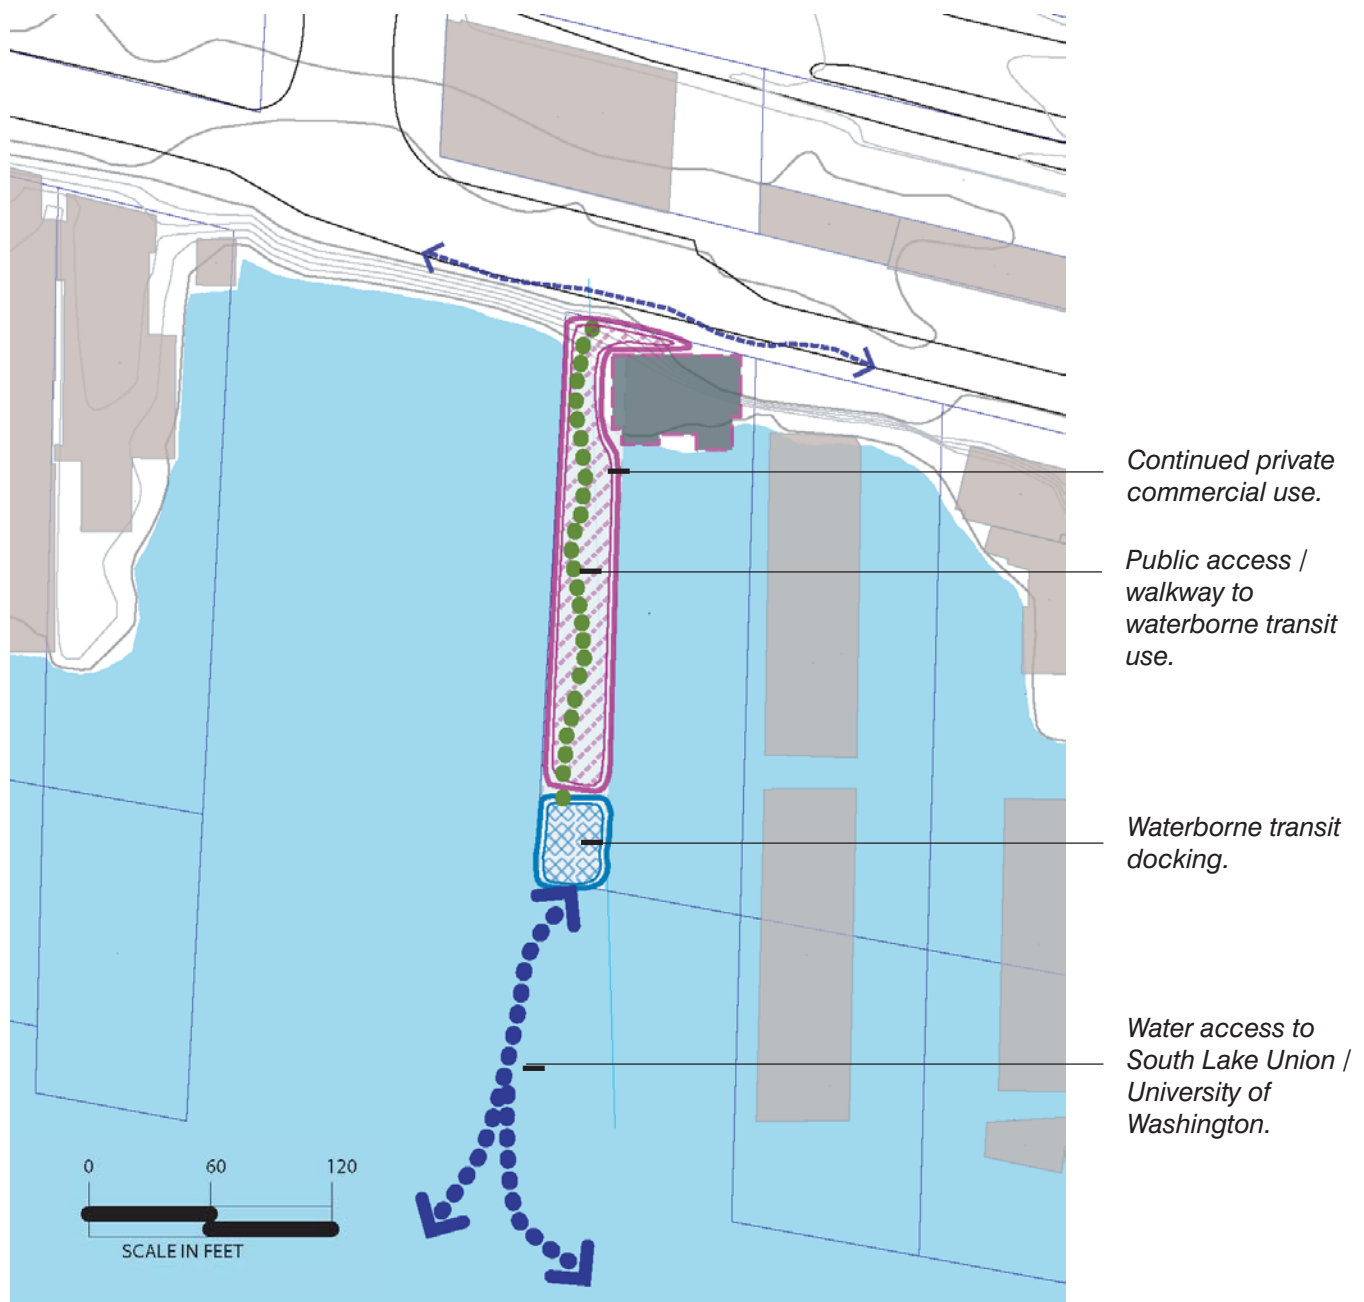 Continued private
commercial use.
Public access /
walkway to
waterborne transit
use.
Waterborne transit
docking.
Water access to
South Lake Union /
University of
Washington.
0 60 120
SCALE IN FEET